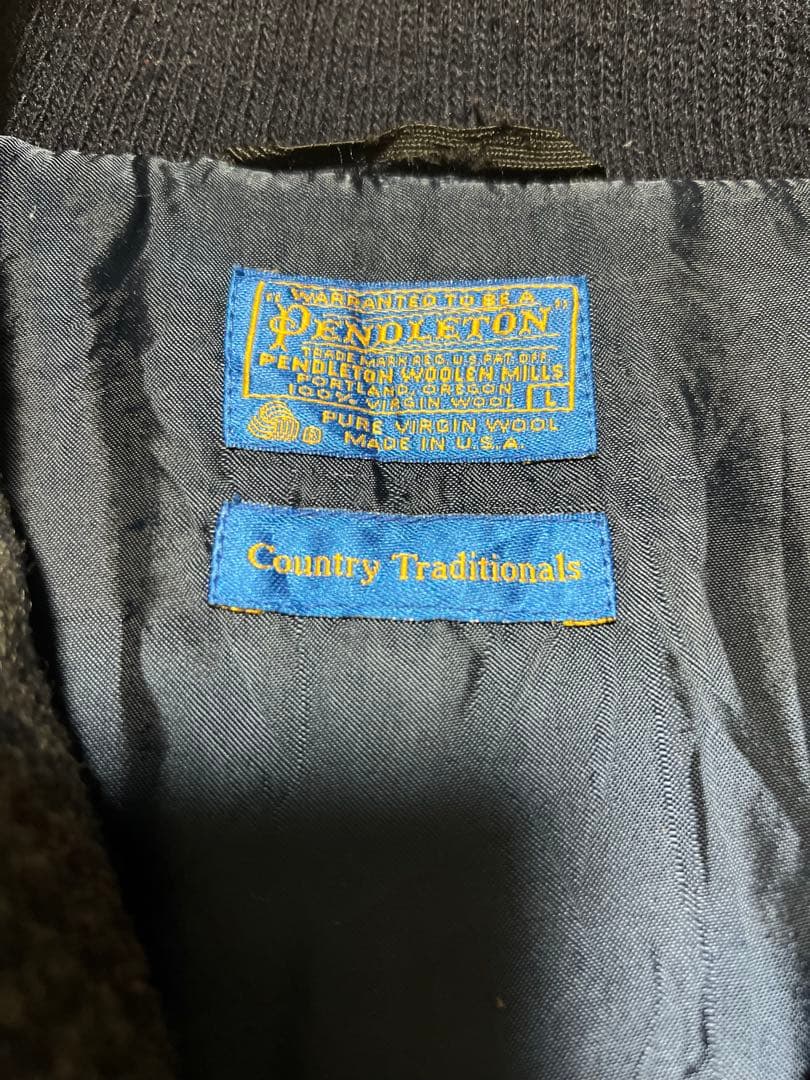 "WARRANTED TO BE A
PENDLETON"
TRADE MARK REG. U.S. PAT. OFF.
PENDLETON WOOLEN MILLS
PORTLAND, OREGON
100% VIRGIN WOOL L
PURE VIRGIN WOOL
MADE IN U.S.A.
Country Traditionals